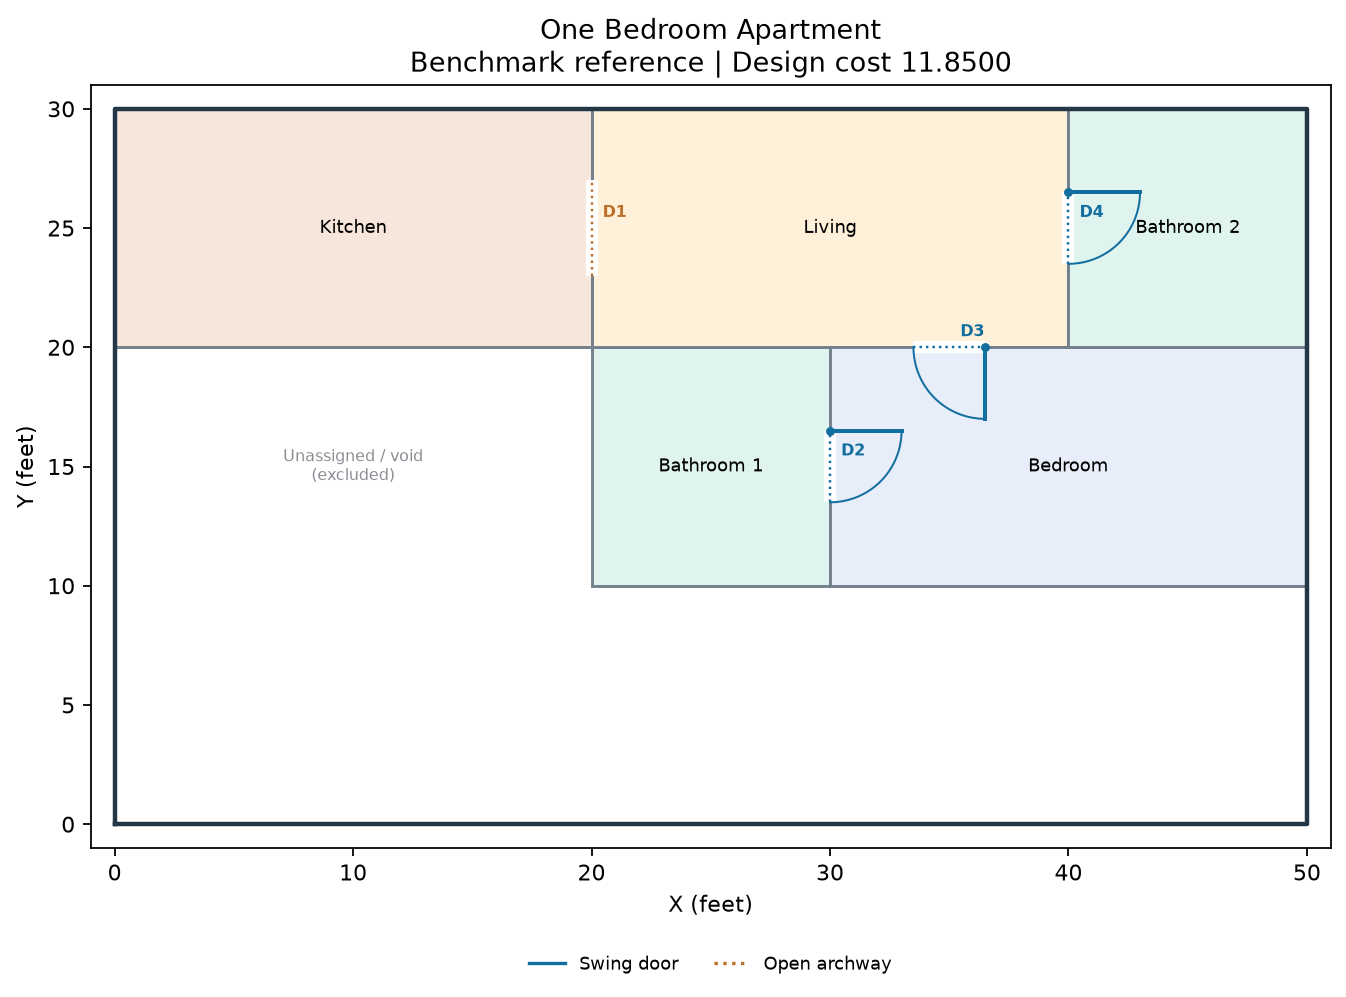 One Bedroom Apartment
Benchmark reference | Design cost 11.8500
30
25
20
15
10
5
0
Y (feet)
Kitchen
D1
Living
D4
Bathroom 2
D3
Unassigned / void
(excluded)
Bathroom 1
D2
Bedroom
0
10
20
30
40
50
X (feet)
Swing door
Open archway